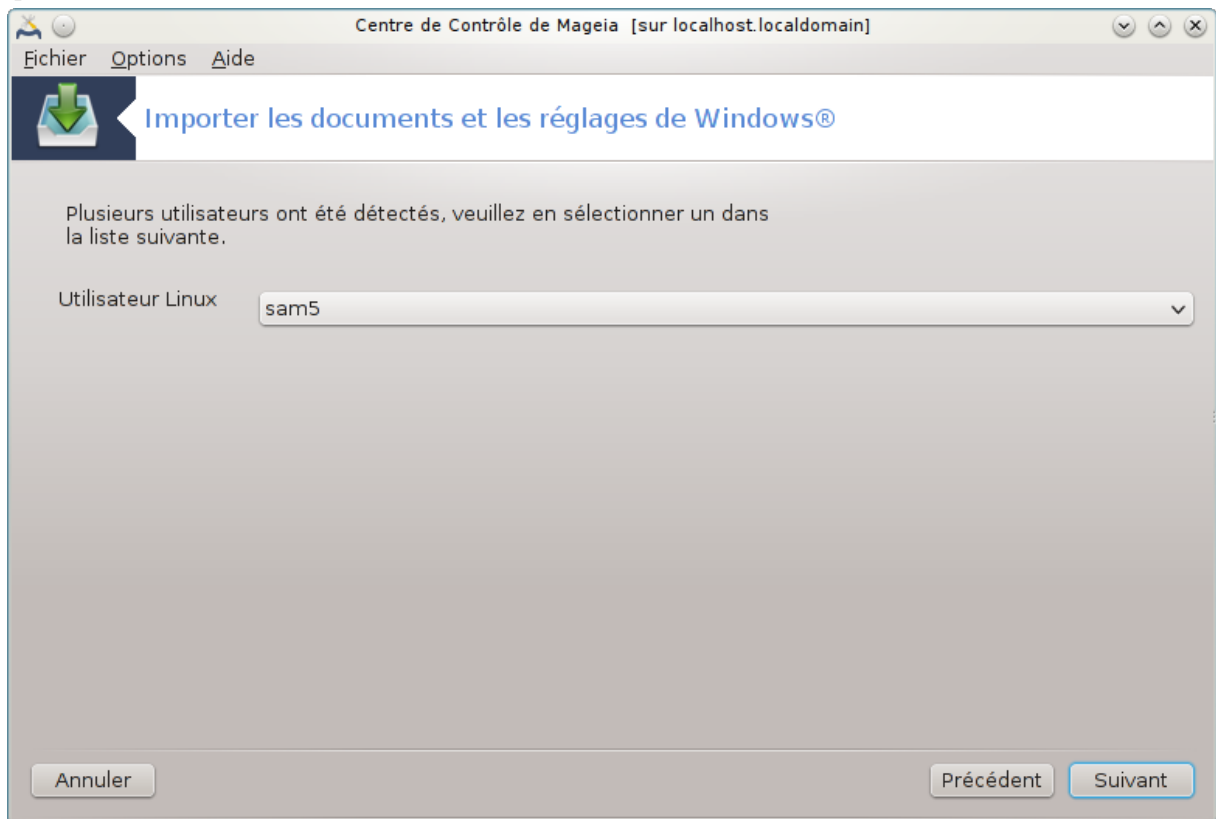 Centre de Contrôle de Mageia [sur localhost.localdomain]
Fichier Options Aide
Importer les documents et les réglages de Windows®
Plusieurs utilisateurs ont été détectés, veuillez en sélectionner un dans
la liste suivante.
Utilisateur Linux sam5
Annuler Précédent Suivant